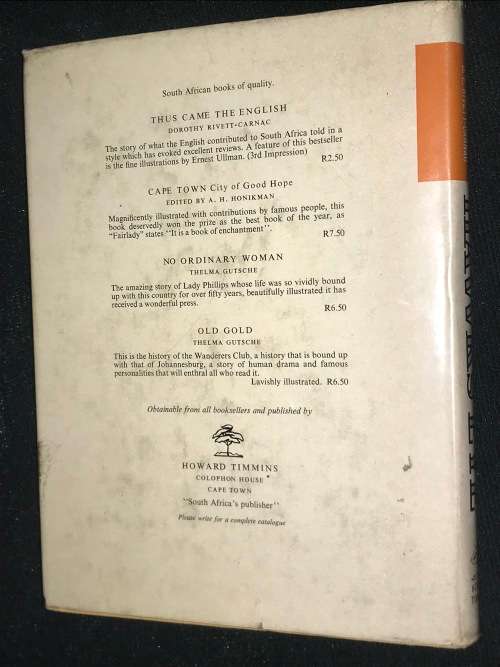 South African books of quality.
THUS CAME THE ENGLISH
DOROTHY RIVETT-CARNAC
The story of what the English contributed to South Africa told in a
style which has evoked excellent reviews. A feature of this bestseller
is the fine illustrations by Ernest Ullman. (3rd Impression)
R2.50
CAPE TOWN City of Good Hope
EDITED BY A. H. HONIKMAN
Magnificently illustrated with contributions by famous people, this
book deservedly won the prize as the best book of the year, as
"Fairlady" states "It is a book of enchantment".
R7.50
NO ORDINARY WOMAN
THELMA GUTSCHE
The amazing story of Lady Phillips whose life was so vividly bound
up with this country for over fifty years, beautifully illustrated it has
received a wonderful press.
R6.50
OLD GOLD
THELMA GUTSCHE
This is the history of the Wanderers Club, a history that is bound up
with that of Johannesburg, a story of human drama and famous
personalities that will enthral all who read it.
Lavishly illustrated. R6.50
Obtainable from all booksellers and published by
HOWARD TIMMINS
COLOPHON HOUSE
CAPE TOWN
"South Africa's publisher"
Please write for a complete catalogue